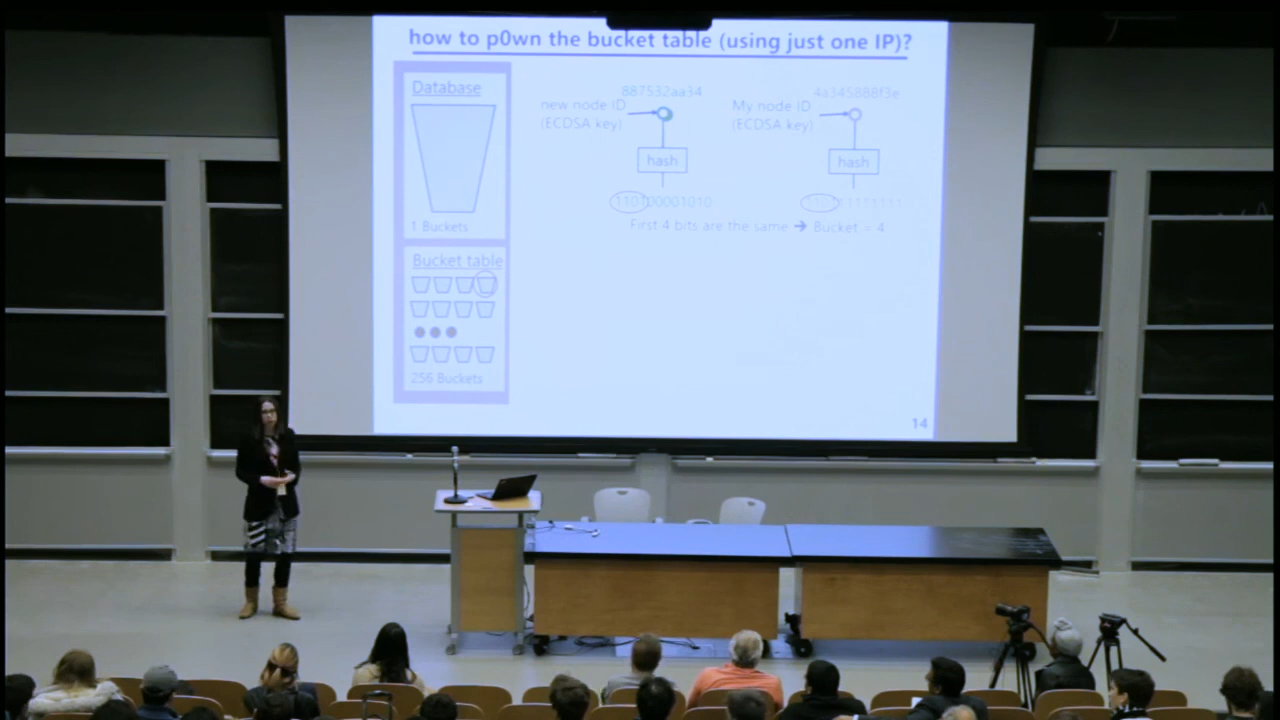 how to p0wn the bucket table (using just one IP)?
Database
1 Buckets
Bucket table
256 Buckets
887532aa34
new node ID
(ECDSA key)
hash
110100001010
4a345888f3e
My node ID
(ECDSA key)
hash
First 4 bits are the same → Bucket = 4
14